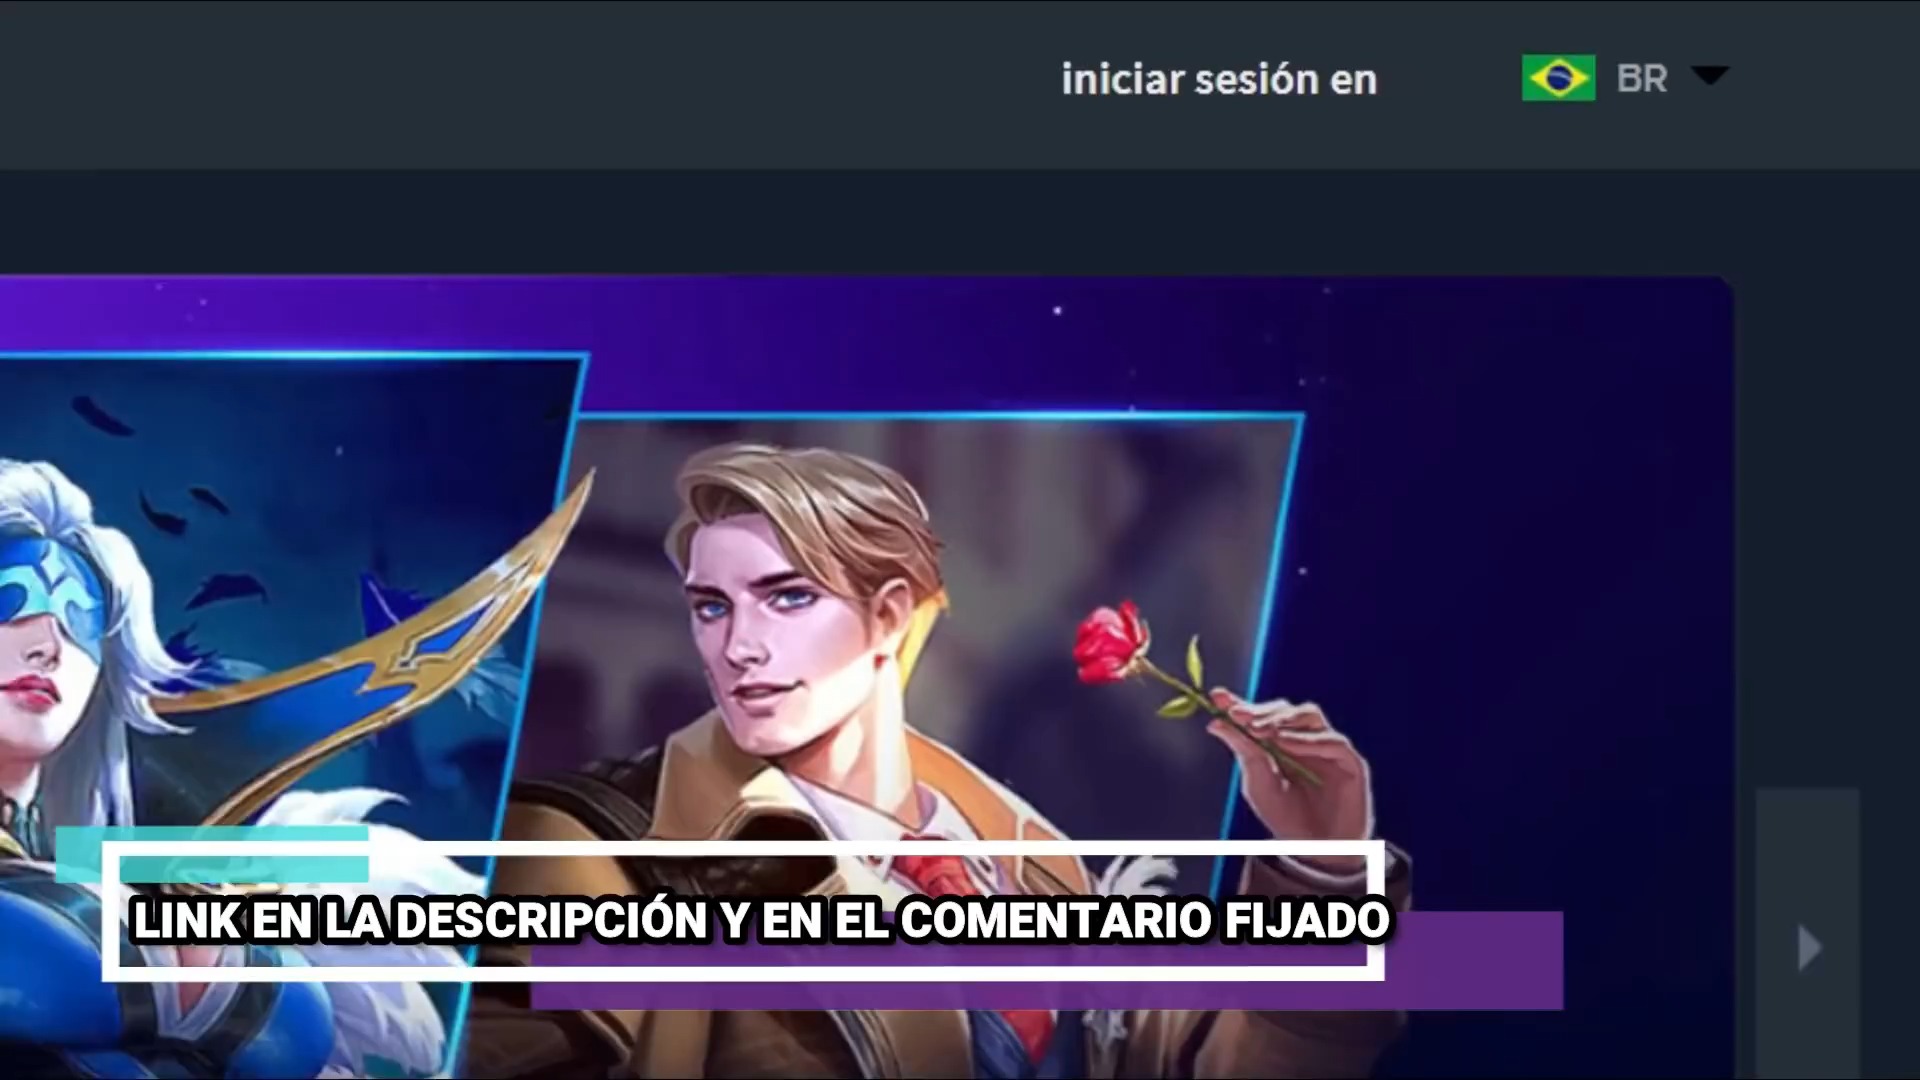 iniciar sesión en
BR
LINK EN LA DESCRIPCIÓN Y EN EL COMENTARIO FIJADO